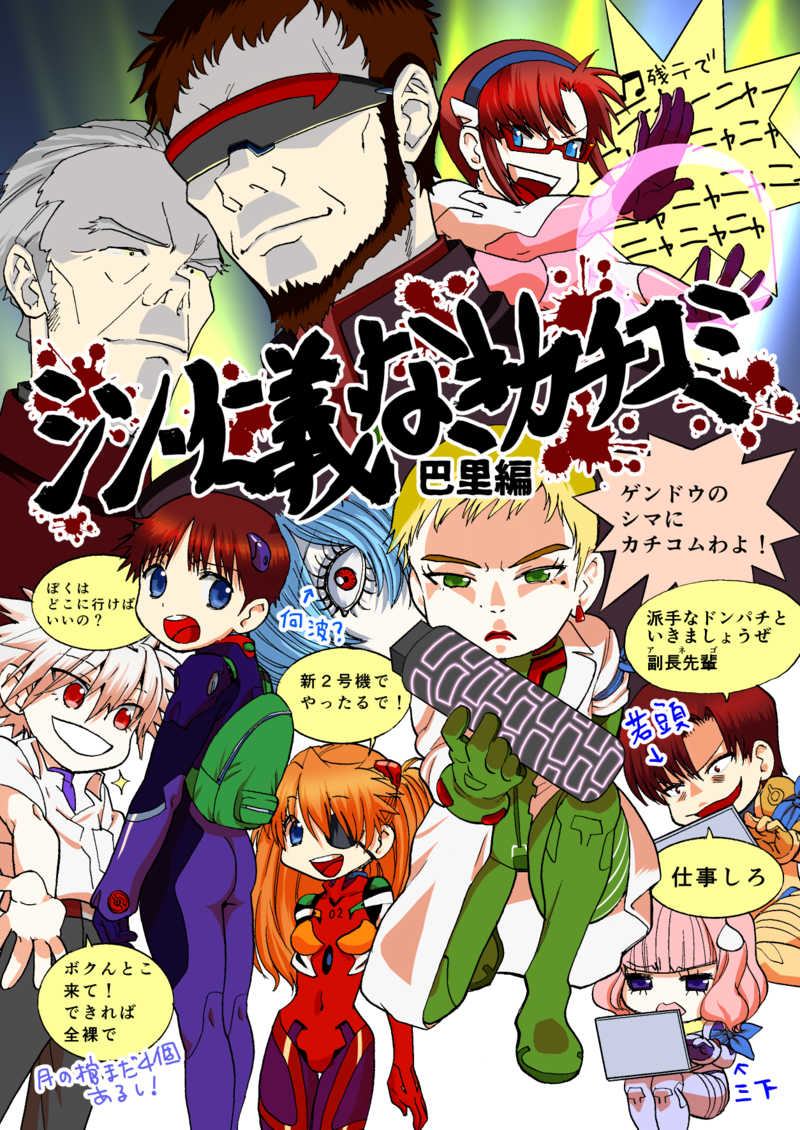 ♫残テで
ニャーニャー
ニャーニャニャ
ニャーニャーニ
ニャニャニャ
シン・仁義なきカチコミ
巴里編
ゲンドウの
シマに
カチコムわよ！
ぼくは
どこに行けば
いいの？
何波？
派手なドンパチと
いきましょうぜ
アネゴ
副長先輩
新２号機で
やったるで！
若頭
仕事しろ
ボクんとこ
来て！
できれば
全裸で
月の棺まだ4個
あるし！
02
三下